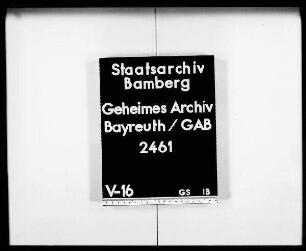 Staatsarchiv
Bamberg
Geheimes Archiv
Bayreuth / GAB
2461
V-16 GS IB